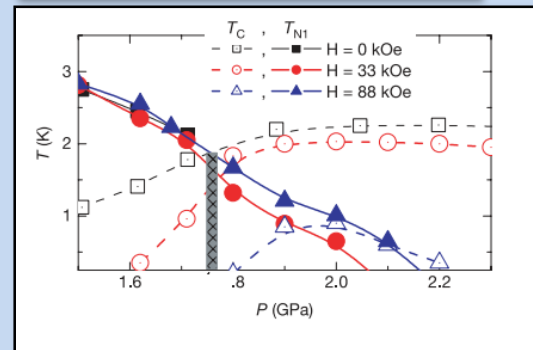 T_C , T_N1
H = 0 kOe
H = 33 kOe
H = 88 kOe
T (K)
3
2
1
1.6 .8 2.0 2.2
P (GPa)